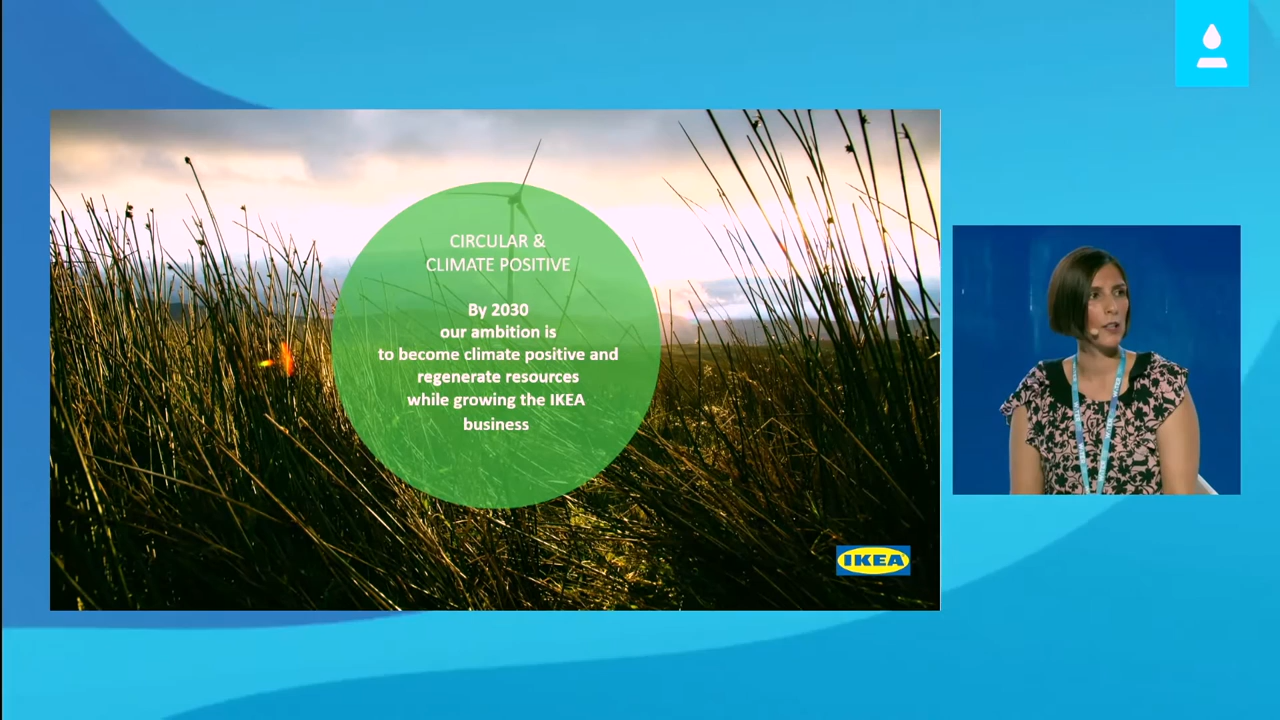 CIRCULAR &
CLIMATE POSITIVE
By 2030
our ambition is
to become climate positive and
regenerate resources
while growing the IKEA
business
IKEA